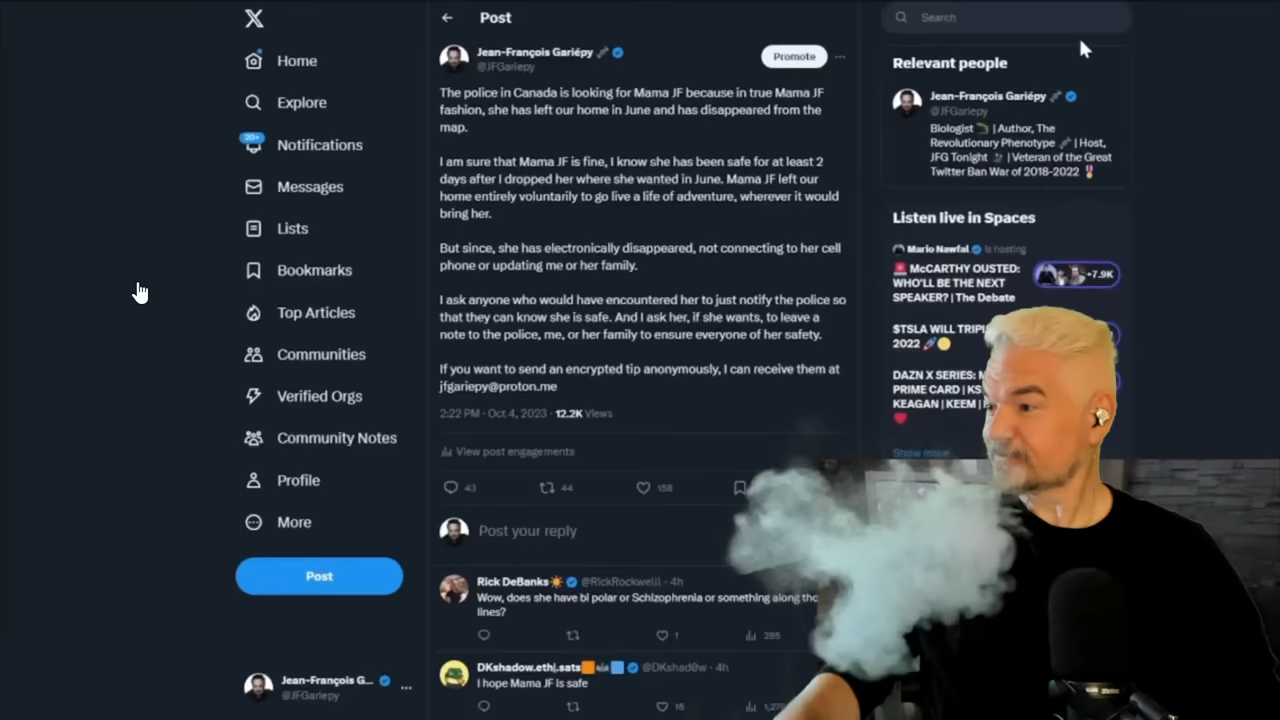 Home
Explore
20+
Notifications
Messages
Lists
Bookmarks
Top Articles
Communities
Verified Orgs
Community Notes
Profile
More
Post
Jean-François G...
@JFGariepy
Post
Jean-François Gariépy
@JFGariepy
Promote
The police in Canada is looking for Mama JF because in true Mama JF
fashion, she has left our home in June and has disappeared from the
map.
I am sure that Mama JF is fine, I know she has been safe for at least 2
days after I dropped her where she wanted in June. Mama JF left our
home entirely voluntarily to go live a life of adventure, wherever it would
bring her.
But since, she has electronically disappeared, not connecting to her cell
phone or updating me or her family.
I ask anyone who would have encountered her to just notify the police so
that they can know she is safe. And I ask her, if she wants, to leave a
note to the police, me, or her family to ensure everyone of her safety.
If you want to send an encrypted tip anonymously, I can receive them at
jfgariepy@proton.me
2:22 PM · Oct 4, 2023 · 12.2K Views
View post engagements
43 44 158
Post your reply
Rick DeBanks @RickRockwelli · 4h
Wow, does she have bi polar or Schizophrenia or something along
lines?
1 285
DKshadow.eth|.sats @DKshad0w · 4h
I hope Mama JF is safe
16
Search
Relevant people
Jean-François Gariépy
@JFGariepy
Biologist | Author, The
Revolutionary Phenotype | Host,
JFG Tonight | Veteran of the Great
Twitter Ban War of 2018-2022
Listen live in Spaces
Mario Nawfal is hosting
McCARTHY OUSTED:
WHO'LL BE THE NEXT
SPEAKER? | The Debate
+7.9K
$TSLA WILL
2022
DAZN X SERIES:
PRIME CARD |
KEAGAN | KEEM |
Show more